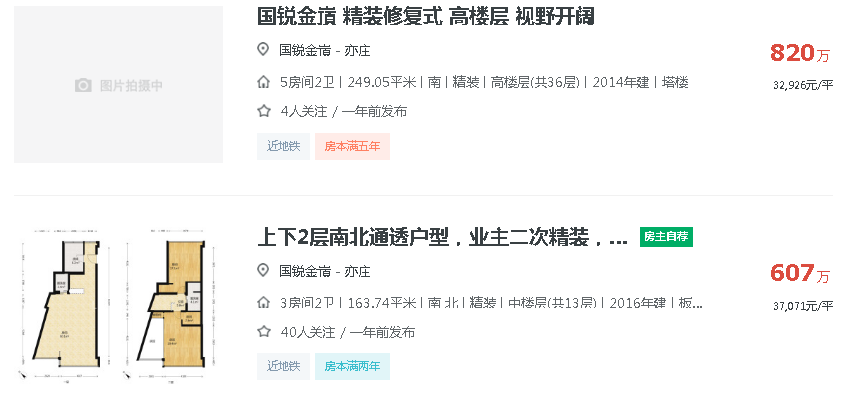 国锐金嵿 精装修复式 高楼层 视野开阔
国锐金嵿 - 亦庄
820万
5房间2卫 | 249.05平米 | 南 | 精装 | 高楼层(共36层) | 2014年建 | 塔楼
32,926元/平
图片拍摄中
4人关注 / 一年前发布
近地铁 房本满五年
上下2层南北通透户型，业主二次精装，... 房主自荐
国锐金嵿 - 亦庄
607万
3房间2卫 | 163.74平米 | 南 北 | 精装 | 中楼层(共13层) | 2016年建 | 板...
37,071元/平
40人关注 / 一年前发布
近地铁 房本满两年